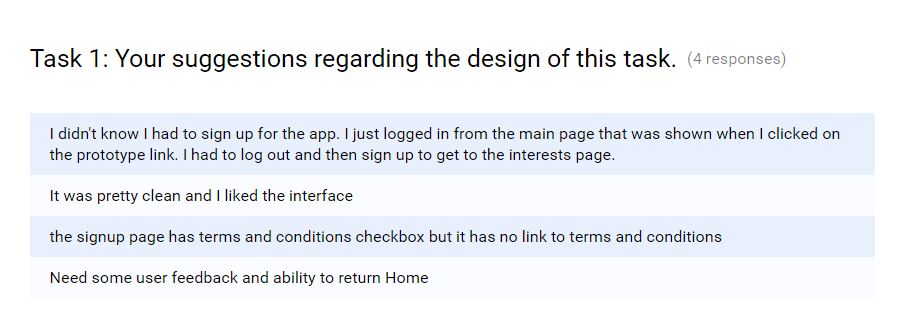 Task 1: Your suggestions regarding the design of this task. (4 responses)
I didn't know I had to sign up for the app. I just logged in from the main page that was shown when I clicked on
the prototype link. I had to log out and then sign up to get to the interests page.
It was pretty clean and I liked the interface
the signup page has terms and conditions checkbox but it has no link to terms and conditions
Need some user feedback and ability to return Home